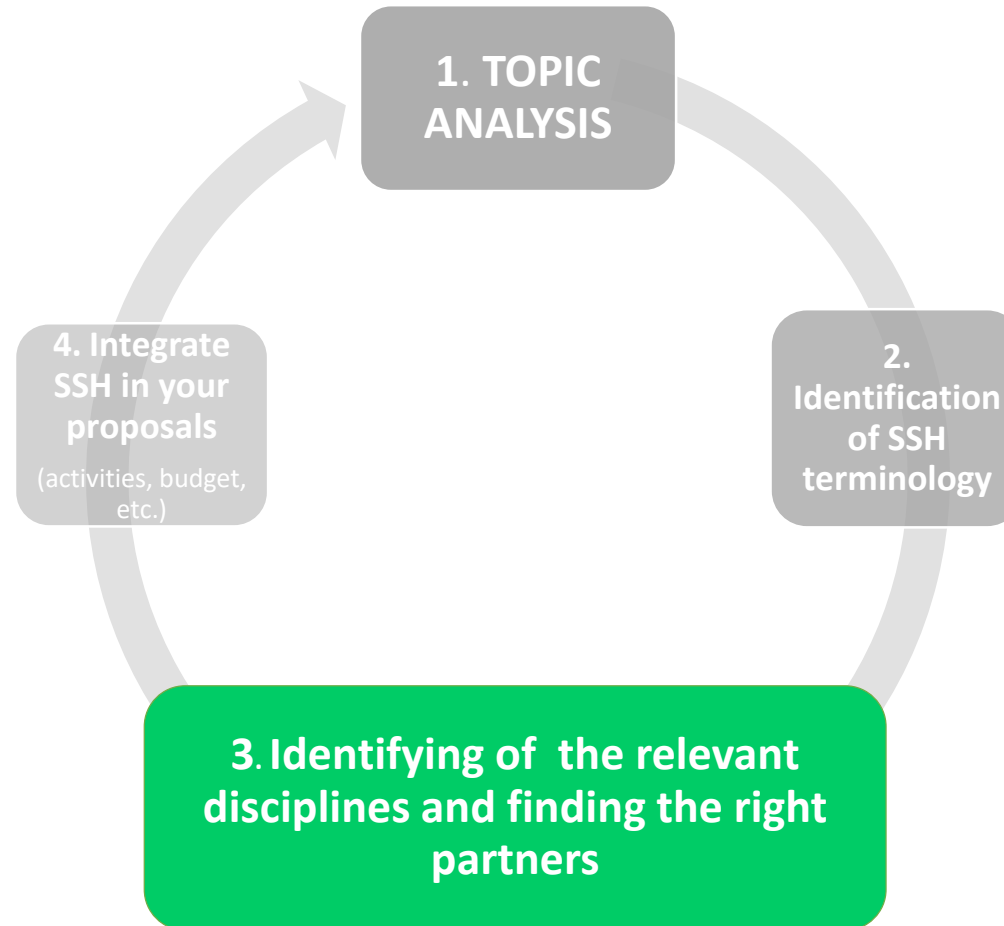 1. TOPIC
ANALYSIS
2.
Identification
of SSH
terminology
3. Identifying of  the relevant
disciplines and finding the right
partners
4. Integrate
SSH in your
proposals
(activities, budget,
etc.)